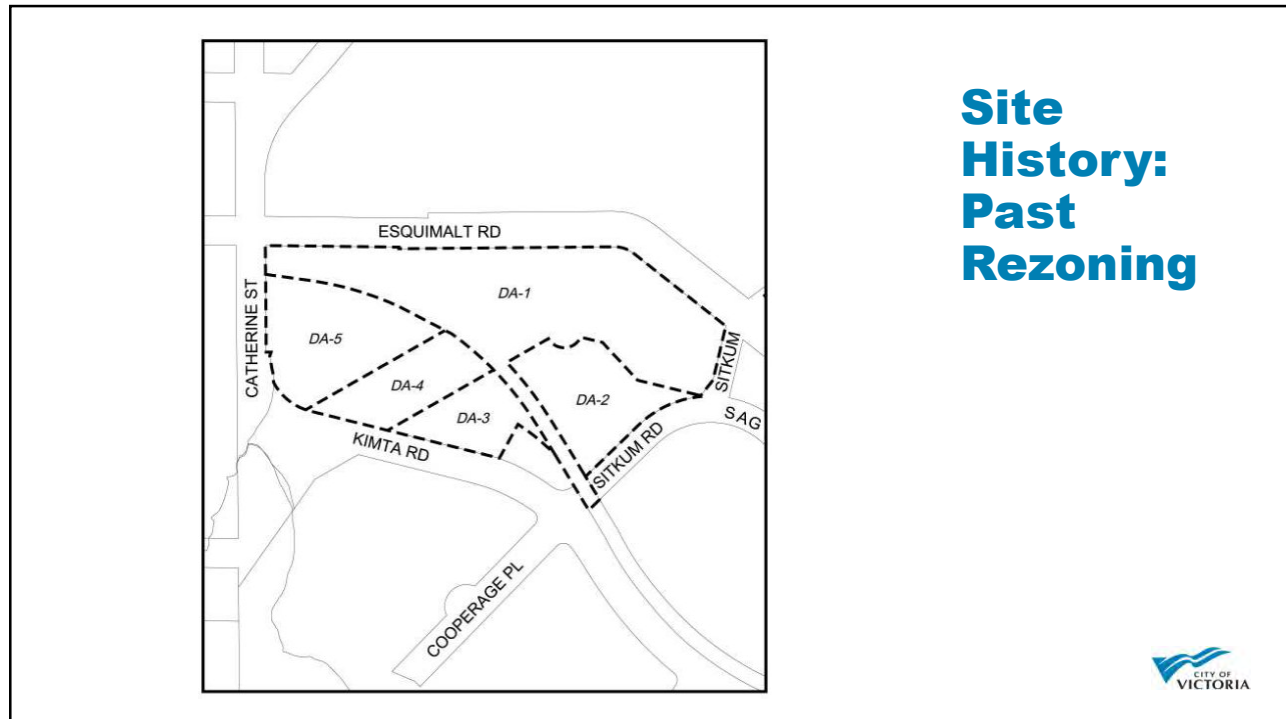 Site
History:
Past
Rezoning
ESQUIMALT RD
DA-1
CATHERINE ST
DA-5
SITKUM
DA-4
DA-2
DA-3
SAG
KIMTA RD
SITKUM RD
COOPERAGE PL
CITY OF
VICTORIA